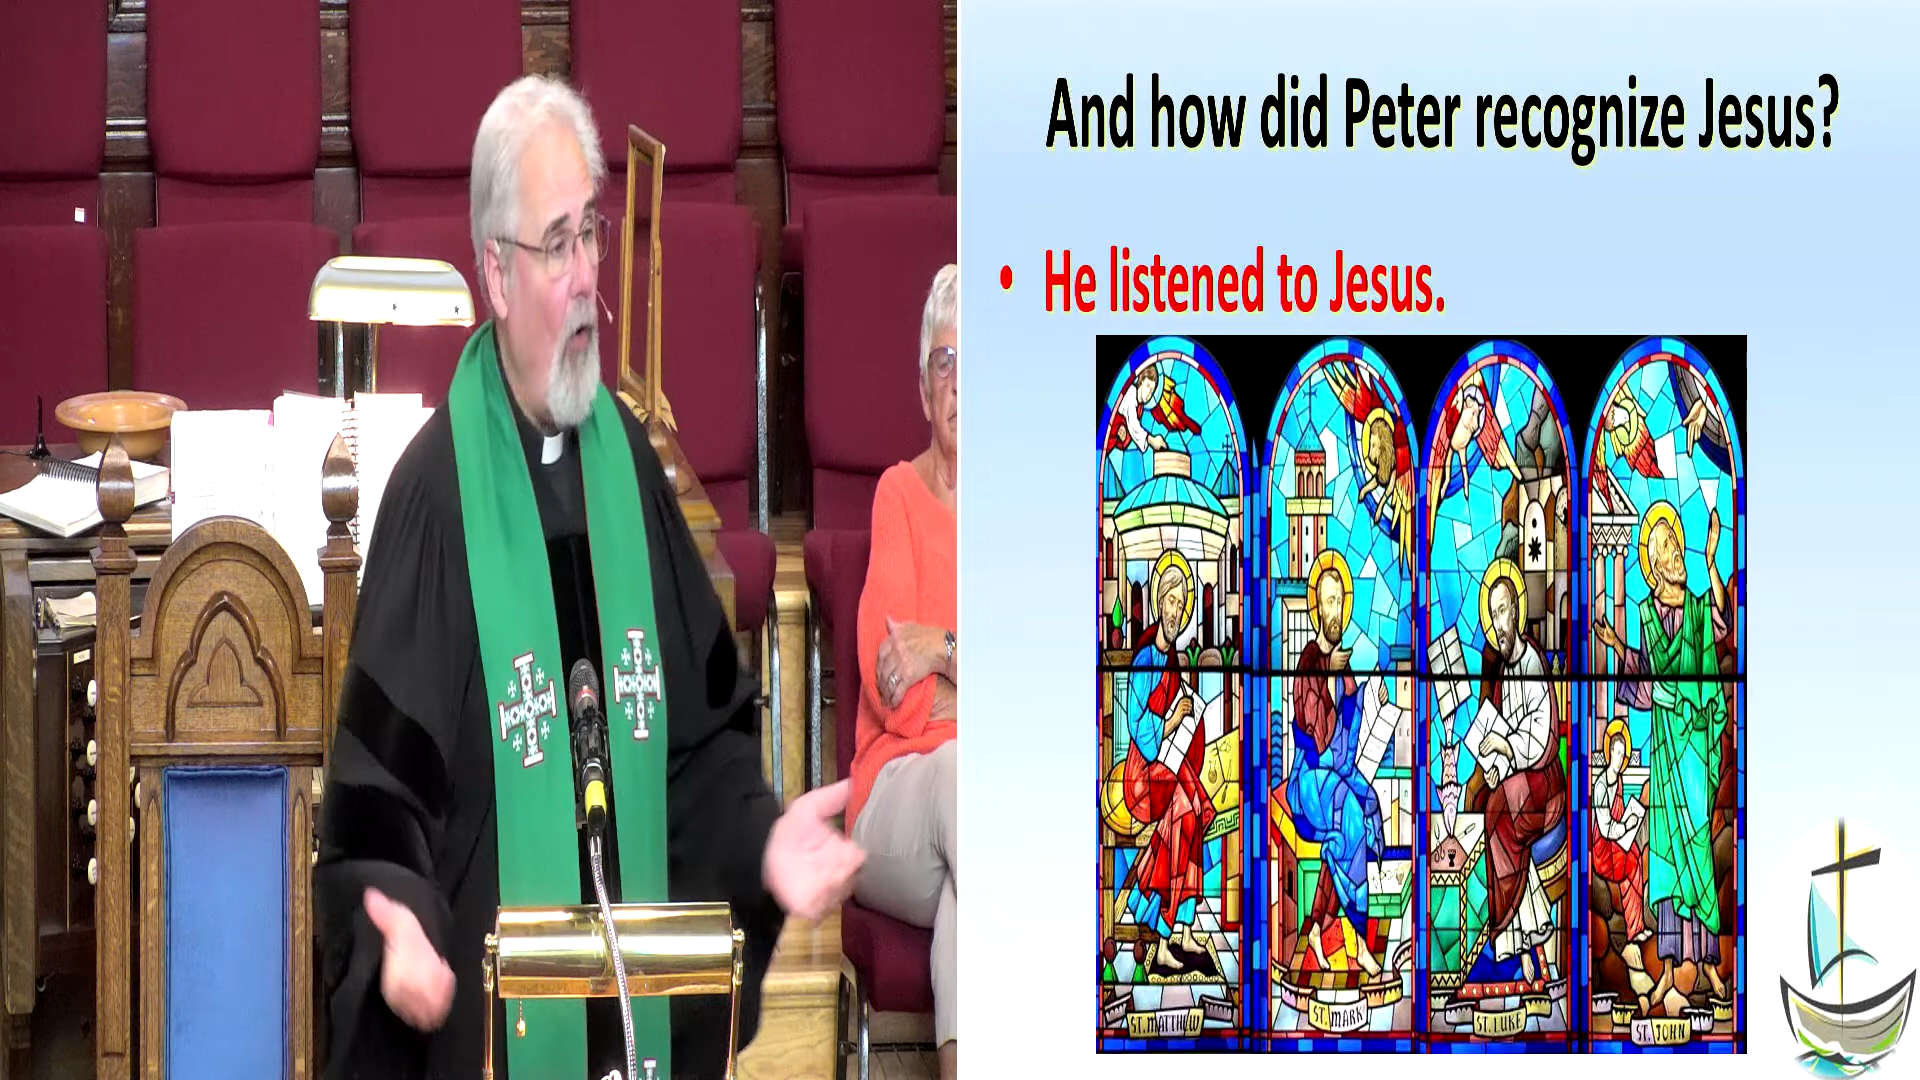 And how did Peter recognize Jesus?
• He listened to Jesus.
ST. MATTHEW
ST. MARK
ST. LUKE
ST. JOHN